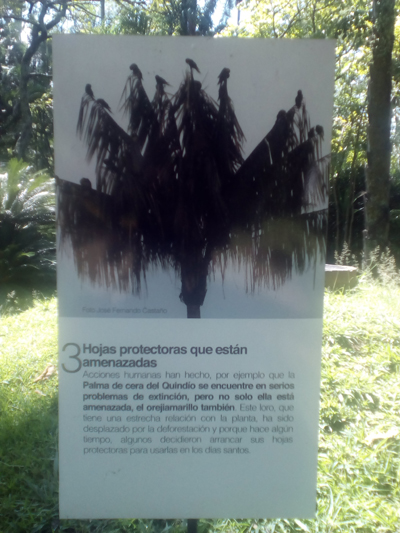 Foto: José Fernando Castaño.
3 Hojas protectoras que están
amenazadas
Acciones humanas han hecho, por ejemplo que la
Palma de cera del Quindío se encuentre en serios
problemas de extinción, pero no solo ella está
amenazada, el orejiamarillo también. Este loro, que
tiene una estrecha relación con la planta, ha sido
desplazado por la deforestación y porque hace algún
tiempo, algunos decidieron arrancar sus hojas
protectoras para usarlas en los días santos.